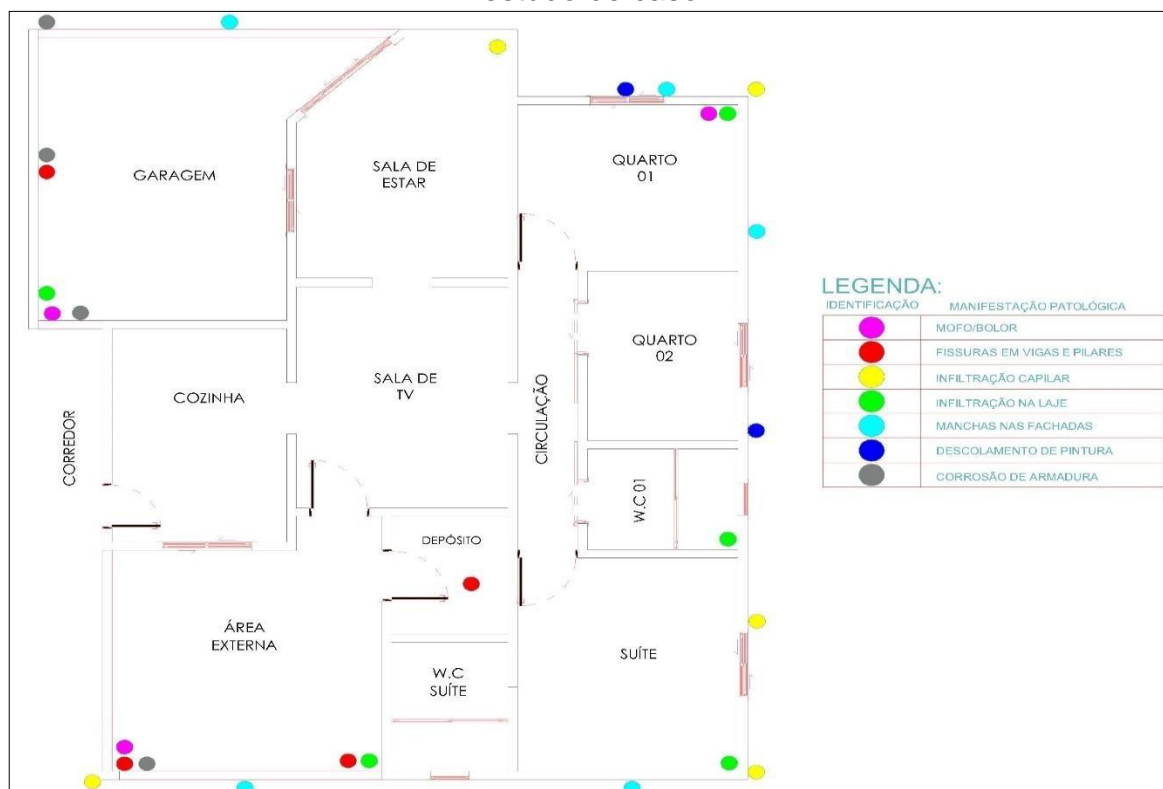 GARAGEM
SALA DE
ESTAR
QUARTO
01
QUARTO
02
SALA DE
TV
COZINHA
CORREDOR
CIRCULAÇÃO
W.C 01
DEPÓSITO
ÁREA
EXTERNA
W.C
SUÍTE
SUÍTE
LEGENDA:
IDENTIFICAÇÃO MANIFESTAÇÃO PATOLÓGICA
MOFO/BOLOR
FISSURAS EM VIGAS E PILARES
INFILTRAÇÃO CAPILAR
INFILTRAÇÃO NA LAJE
MANCHAS NAS FACHADAS
DESCOLAMENTO DE PINTURA
CORROSÃO DE ARMADURA